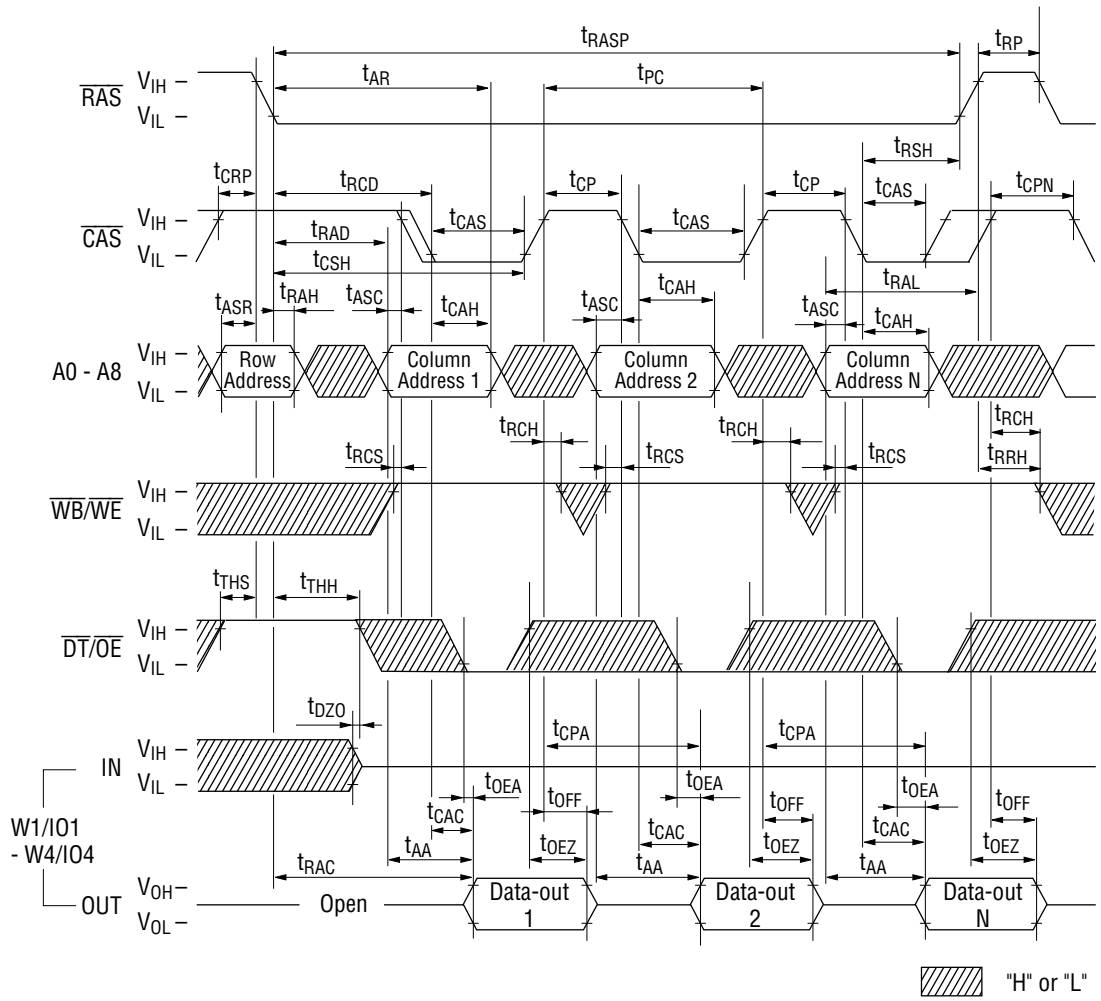 tRASP
tRP
tAR
tPC
RAS
VIH
VIL
tRSH
tCRP
tRCD
tCP
tCP
tCAS
tCPN
CAS
VIH
VIL
tCAS
tCAS
tRAD
tCSH
tRAL
tASR
tRAH
tASC
tCAH
tASC
tCAH
tASC
tCAH
A0 - A8
VIH
VIL
Row
Address
Column
Address 1
Column
Address 2
Column
Address N
tRCH
tRCH
tRCH
tRCS
tRCS
tRCS
tRRH
WB/WE
VIH
VIL
tTHS
tTHH
DT/OE
VIH
VIL
tDZO
tCPA
tCPA
IN
VIH
VIL
tOEA
tOEA
tOEA
tOFF
tOFF
tOFF
tCAC
tCAC
tCAC
W1/IO1
- W4/IO4
tAA
tOEZ
tAA
tOEZ
tAA
tOEZ
tRAC
OUT
VOH
VOL
Open
Data-out
1
Data-out
2
Data-out
N
"H" or "L"